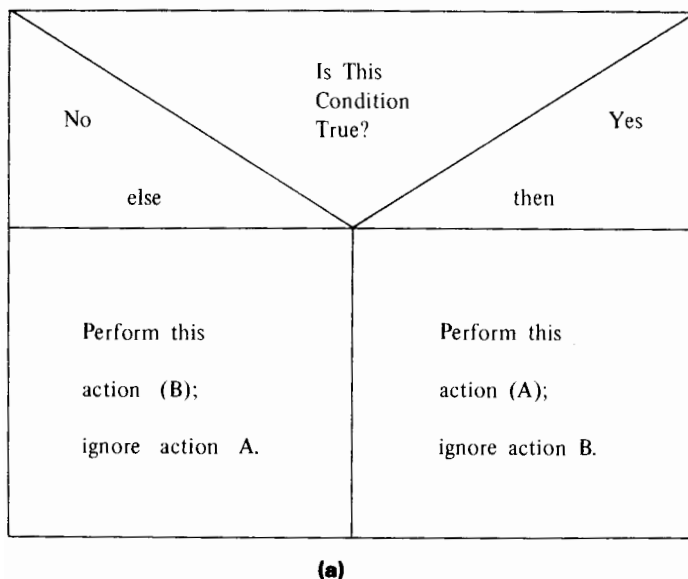 Is This
Condition
True?
No
Yes
else
then
Perform this
action (B);
ignore action A.
Perform this
action (A);
ignore action B.
(a)